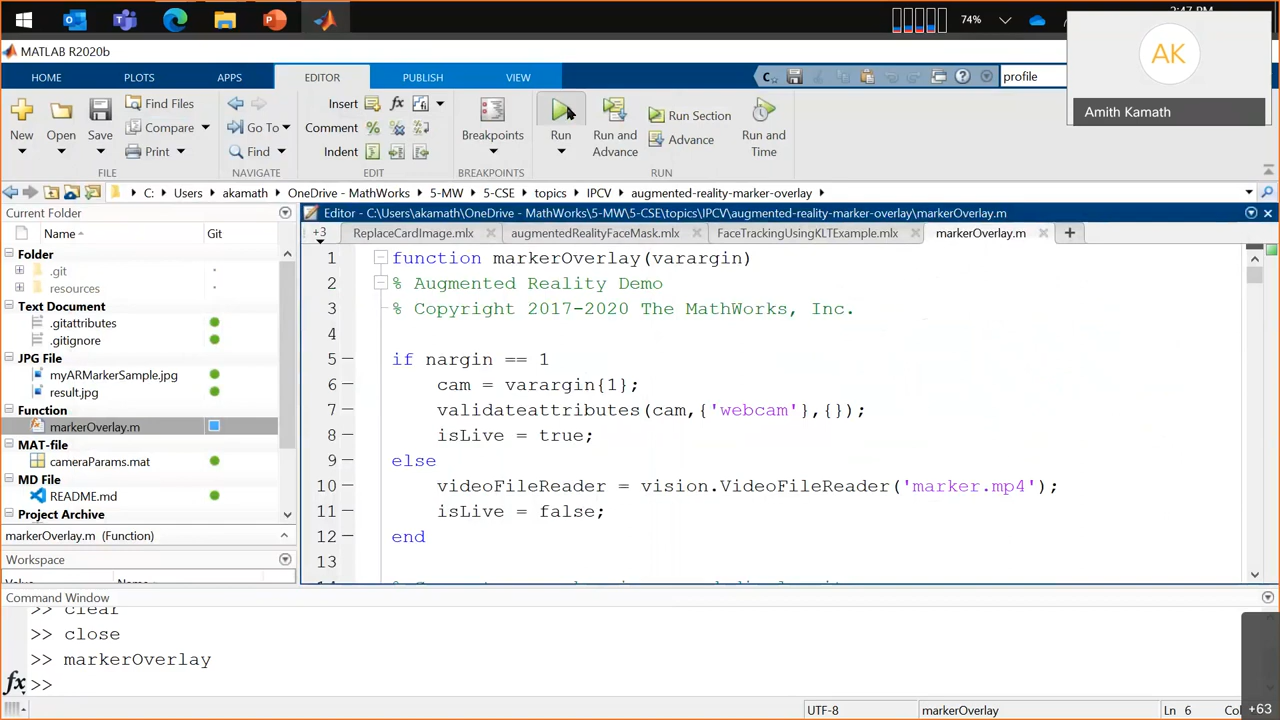 74%
2:47 PM
MATLAB R2020b
AK
Amith Kamath
HOME
PLOTS
APPS
EDITOR
PUBLISH
VIEW
profile
New
Open
Save
Find Files
Compare
Print
Go To
Find
Insert
fx
Comment
Indent
Breakpoints
Run
Run and Advance
Run Section
Advance
Run and Time
FILE
NAVIGATE
EDIT
BREAKPOINTS
RUN
C: Users akamath OneDrive - MathWorks 5-MW 5-CSE topics IPCV augmented-reality-marker-overlay
Current Folder
Name
Git
Folder
.git
resources
Text Document
.gitattributes
.gitignore
JPG File
myARMarkerSample.jpg
result.jpg
Function
markerOverlay.m
MAT-file
cameraParams.mat
MD File
README.md
Project Archive
markerOverlay.m (Function)
Workspace
Editor - C:\Users\akamath\OneDrive - MathWorks\5-MW\5-CSE\topics\IPCV\augmented-reality-marker-overlay\markerOverlay.m
+3
ReplaceCardImage.mlx
augmentedRealityFaceMask.mlx
FaceTrackingUsingKLTExample.mlx
markerOverlay.m
1 function markerOverlay(varargin)
2 % Augmented Reality Demo
3 % Copyright 2017-2020 The MathWorks, Inc.
4
5 if nargin == 1
6 cam = varargin{1};
7 validateattributes(cam,{'webcam'},{});
8 isLive = true;
9 else
10 videoFileReader = vision.VideoFileReader('marker.mp4');
11 isLive = false;
12 end
13
Command Window
>> clear
>> close
>> markerOverlay
fx >>
UTF-8
markerOverlay
Ln 6
+63